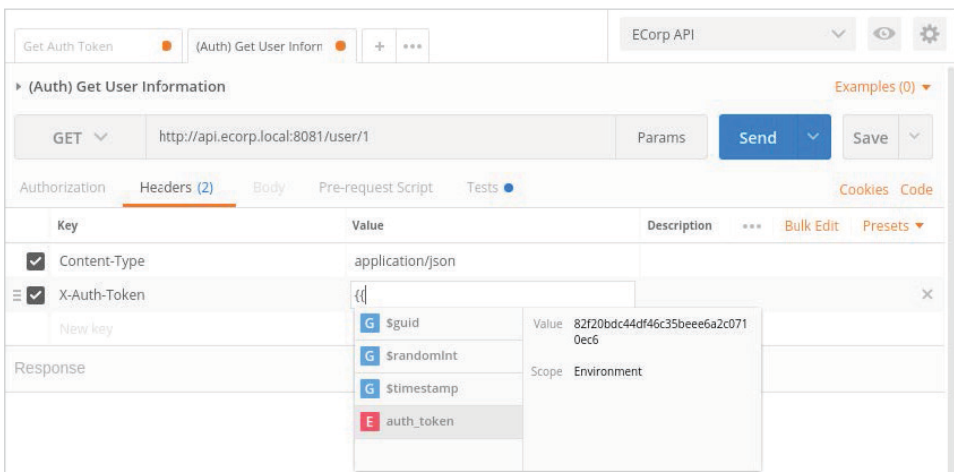 Get Auth Token (Auth) Get User Inforn + ECorp API
(Auth) Get User Information Examples (0)
GET http://api.ecorp.local:8081/user/1 Params Send Save
Authorization Headers (2) Body Pre-request Script Tests Cookies Code
Key Value Description Bulk Edit Presets
Content-Type application/json
X-Auth-Token {{
New key
G $guid Value 82f20bdc44df46c35beee6a2c071
0ec6
G $randomInt
Scope Environment
G $timestamp
E auth_token
Response